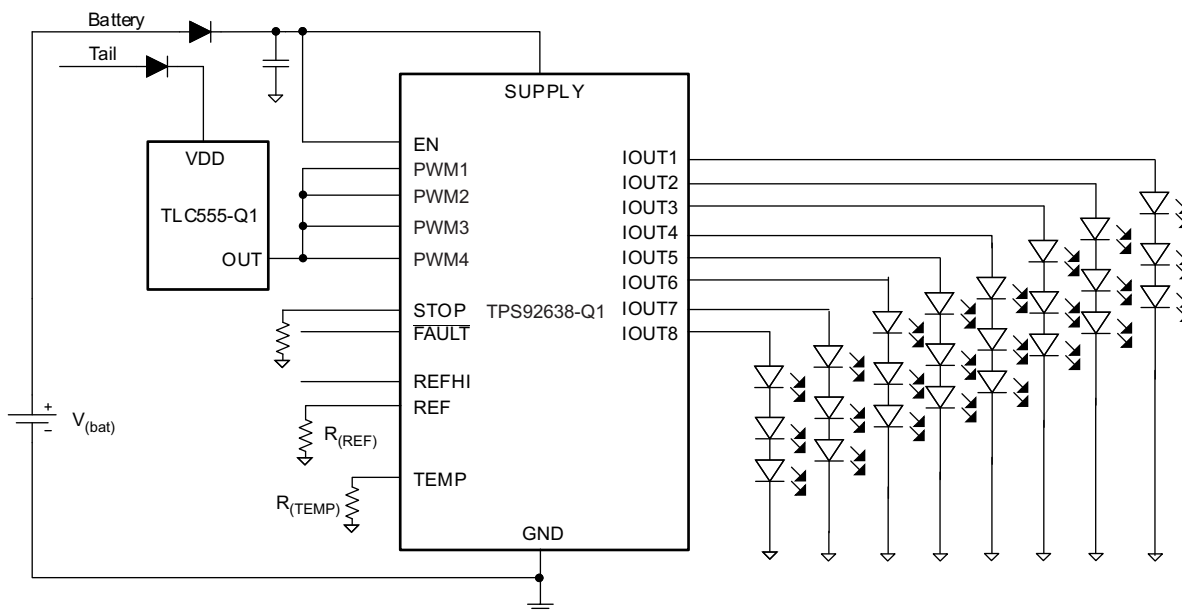 Battery
Tail
SUPPLY
VDD
TLC555-Q1
OUT
EN
PWM1
PWM2
PWM3
PWM4
STOP
FAULT
REFHI
REF
TEMP
TPS92638-Q1
IOUT1
IOUT2
IOUT3
IOUT4
IOUT5
IOUT6
IOUT7
IOUT8
+
V(bat)
−
R(REF)
R(TEMP)
GND